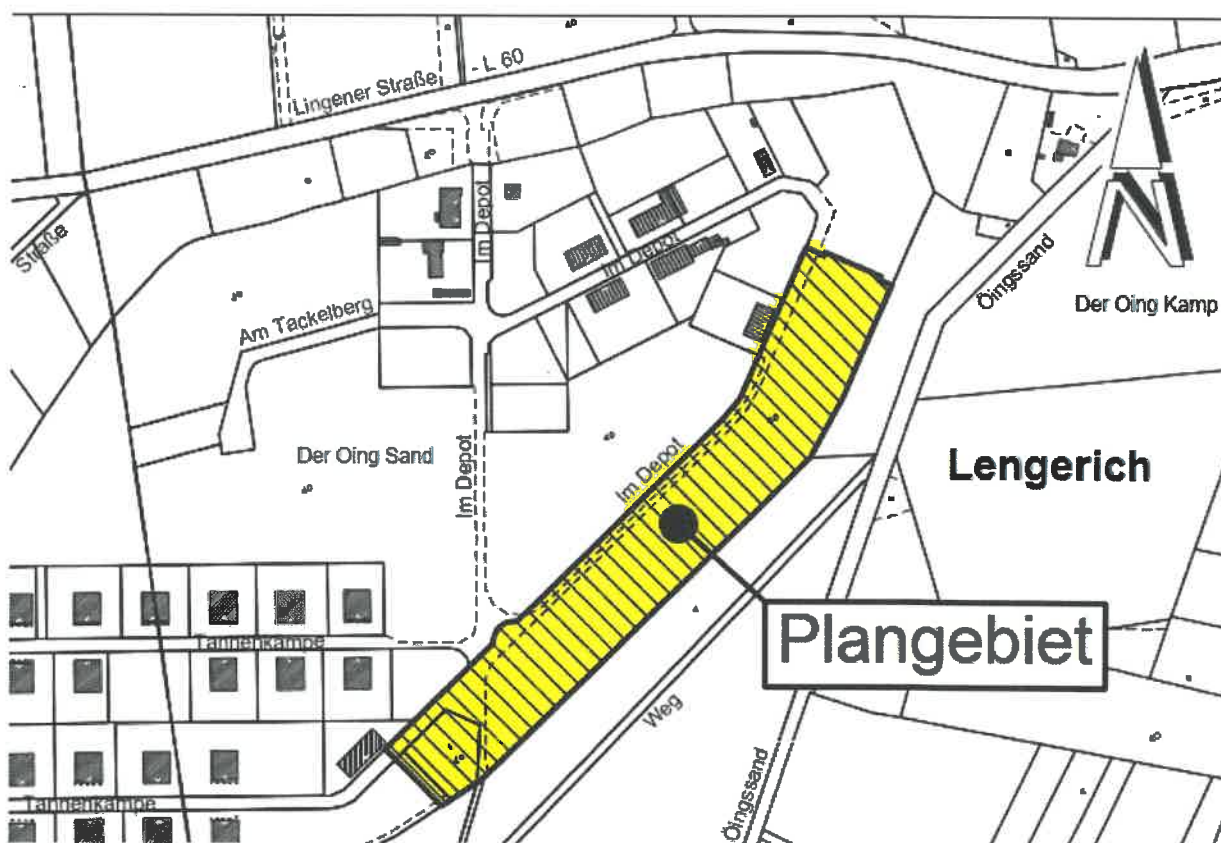 Lingener Straße - L 60
Straße
Im Depot
Im Depot
Am Tackelberg
Öingssand
Der Oing Kamp
N
Der Oing Sand
Im Depot
Im Depot
Lengerich
Plangebiet
Tannenkampe
Weg
Öingssand
Tannenkampe